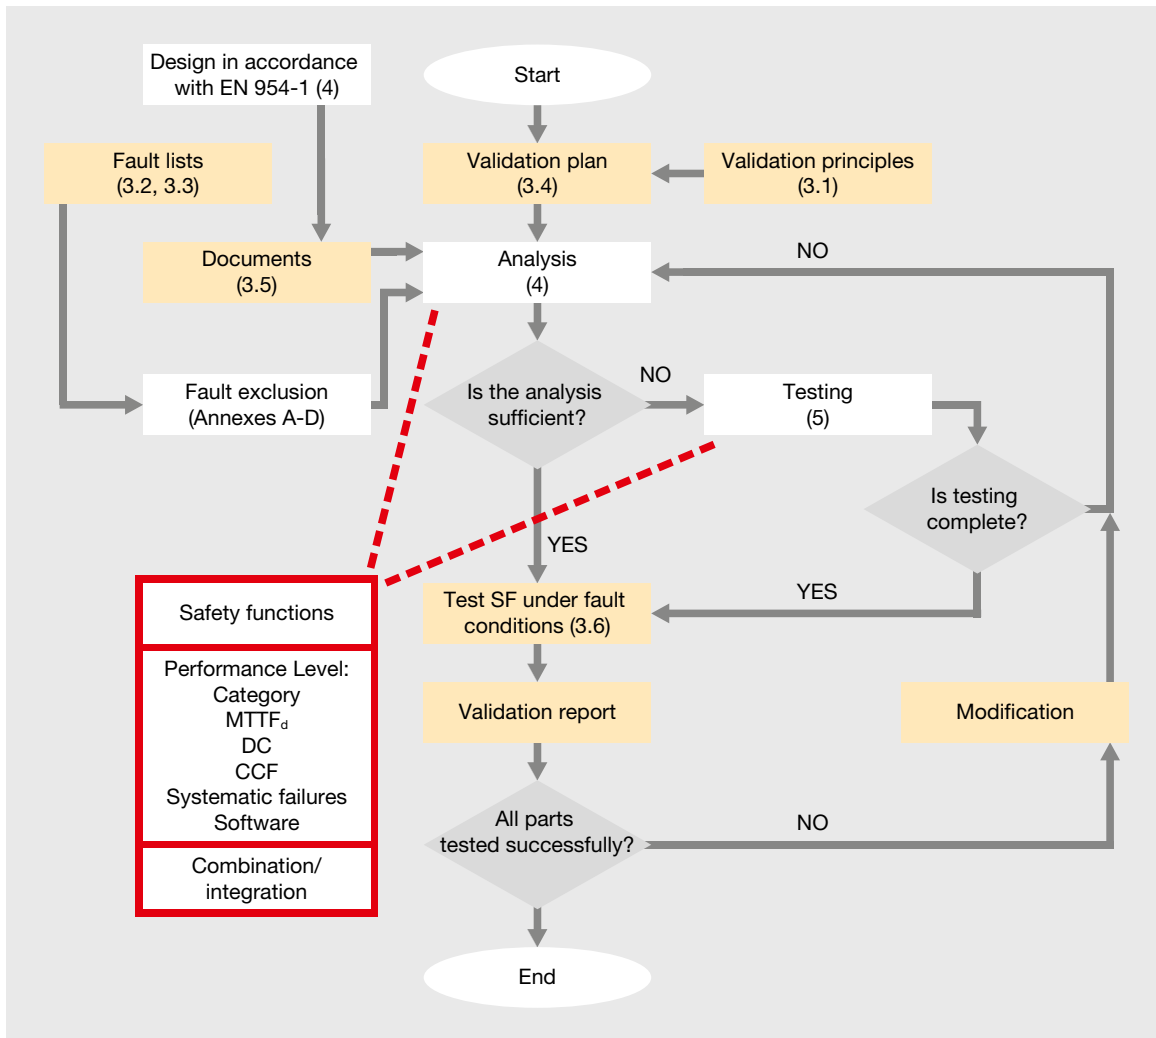 Design in accordance
with EN 954-1 (4)
Start
Fault lists
(3.2, 3.3)
Validation plan
(3.4)
Validation principles
(3.1)
Documents
(3.5)
Analysis
(4)
NO
Fault exclusion
(Annexes A-D)
Is the analysis
sufficient?
NO
Testing
(5)
Is testing
complete?
YES
YES
Safety functions
Test SF under fault
conditions (3.6)
Performance Level:
Category
MTTFd
DC
CCF
Systematic failures
Software
Validation report
Modification
All parts
tested successfully?
NO
Combination/
integration
End